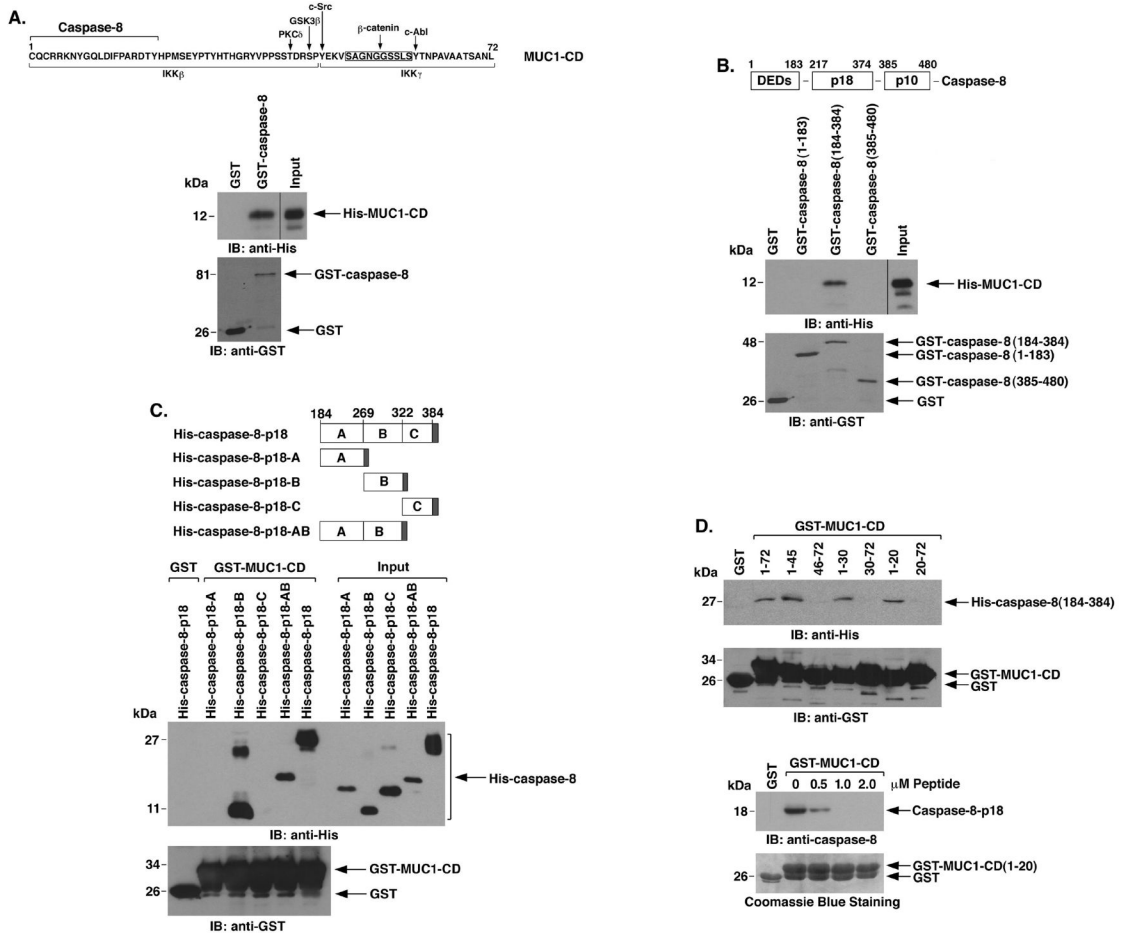 A.
c-Src
GSK3β
PKCδ
β-catenin
c-Abl
Caspase-8
1
72
CQCRRKNYGQLDIFPARDTYHPMSEYPTYHTHGRYVPPSSTDRSPYEKVSAGNGGSSLSYTNPAVAATSANL
MUC1-CD
IKKβ
IKKγ
GST
GST-caspase-8
Input
kDa
12
His-MUC1-CD
IB: anti-His
81
GST-caspase-8
26
GST
IB: anti-GST
B.
1 183 217 374 385 480
DEDs p18 p10 Caspase-8
GST
GST-caspase-8(1-183)
GST-caspase-8(184-384)
GST-caspase-8(385-480)
Input
kDa
12
His-MUC1-CD
IB: anti-His
48
GST-caspase-8(184-384)
GST-caspase-8(1-183)
GST-caspase-8(385-480)
26
GST
IB: anti-GST
C.
184 269 322 384
His-caspase-8-p18 A B C
His-caspase-8-p18-A A
His-caspase-8-p18-B B
His-caspase-8-p18-C C
His-caspase-8-p18-AB A B
GST GST-MUC1-CD Input
His-caspase-8-p18
His-caspase-8-p18-A
His-caspase-8-p18-B
His-caspase-8-p18-C
His-caspase-8-p18-AB
His-caspase-8-p18
His-caspase-8-p18-A
His-caspase-8-p18-B
His-caspase-8-p18-C
His-caspase-8-p18-AB
His-caspase-8-p18
kDa
27
His-caspase-8
11
IB: anti-His
34
GST-MUC1-CD
26
GST
IB: anti-GST
D.
GST-MUC1-CD
GST
1-72
1-45
46-72
1-30
30-72
1-20
20-72
kDa
27
His-caspase-8(184-384)
IB: anti-His
34
GST-MUC1-CD
26
GST
IB: anti-GST
GST-MUC1-CD
GST
kDa 0 0.5 1.0 2.0 μM Peptide
18
Caspase-8-p18
IB: anti-caspase-8
GST-MUC1-CD(1-20)
26
GST
Coomassie Blue Staining